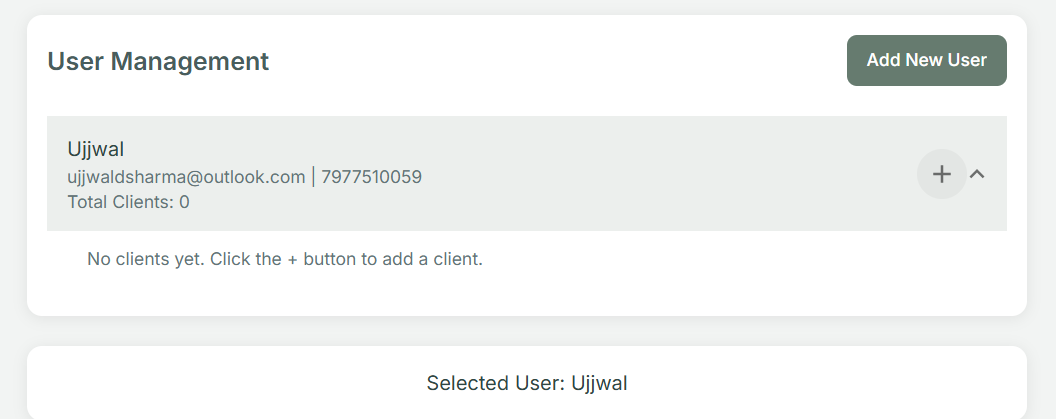 User Management
Add New User
Ujjwal
ujjwaldsharma@outlook.com | 7977510059
Total Clients: 0
No clients yet. Click the + button to add a client.
Selected User: Ujjwal